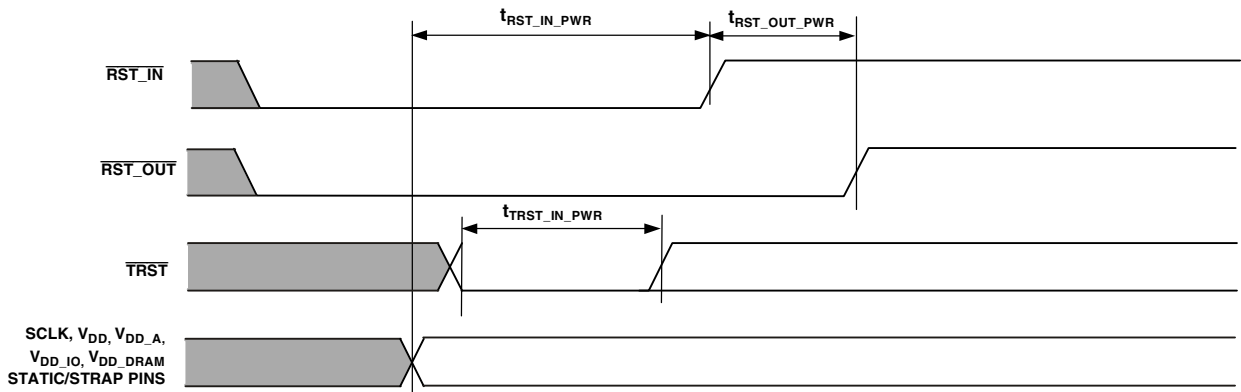 tRST_IN_PWR
tRST_OUT_PWR
RST_IN
RST_OUT
tTRST_IN_PWR
TRST
SCLK, VDD, VDD_A,
VDD_IO, VDD_DRAM
STATIC/STRAP PINS